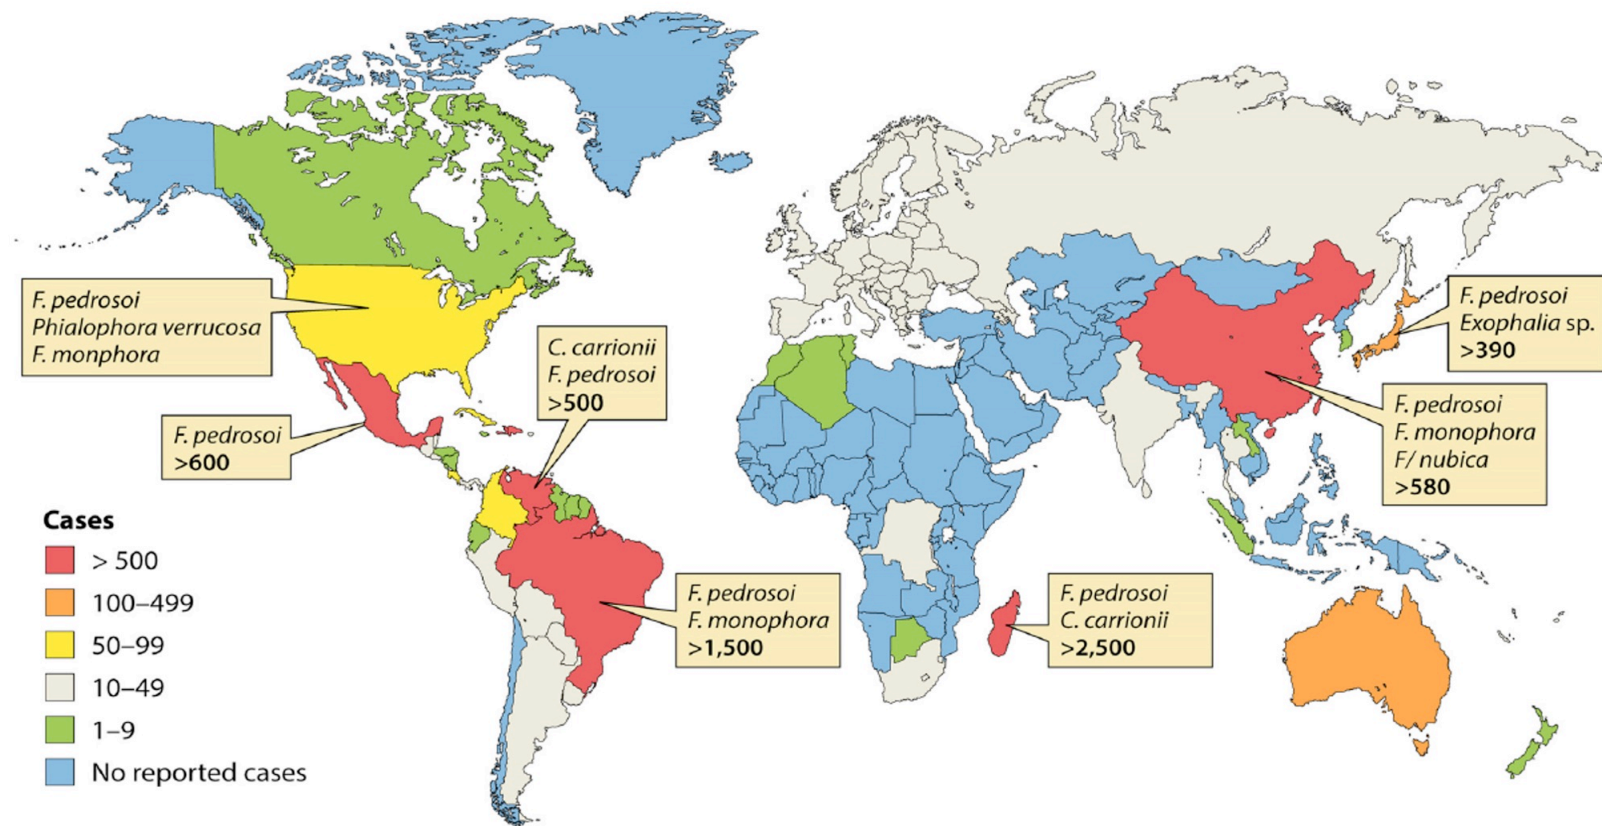 F. pedrosoi
Phialophora verrucosa
F. monphora
F. pedrosoi
>600
C. carrionii
F. pedrosoi
>500
F. pedrosoi
F. monophora
>1,500
F. pedrosoi
C. carrionii
>2,500
F. pedrosoi
Exophalia sp.
>390
F. pedrosoi
F. monophora
F/ nubica
>580
Cases
> 500
100–499
50–99
10–49
1–9
No reported cases